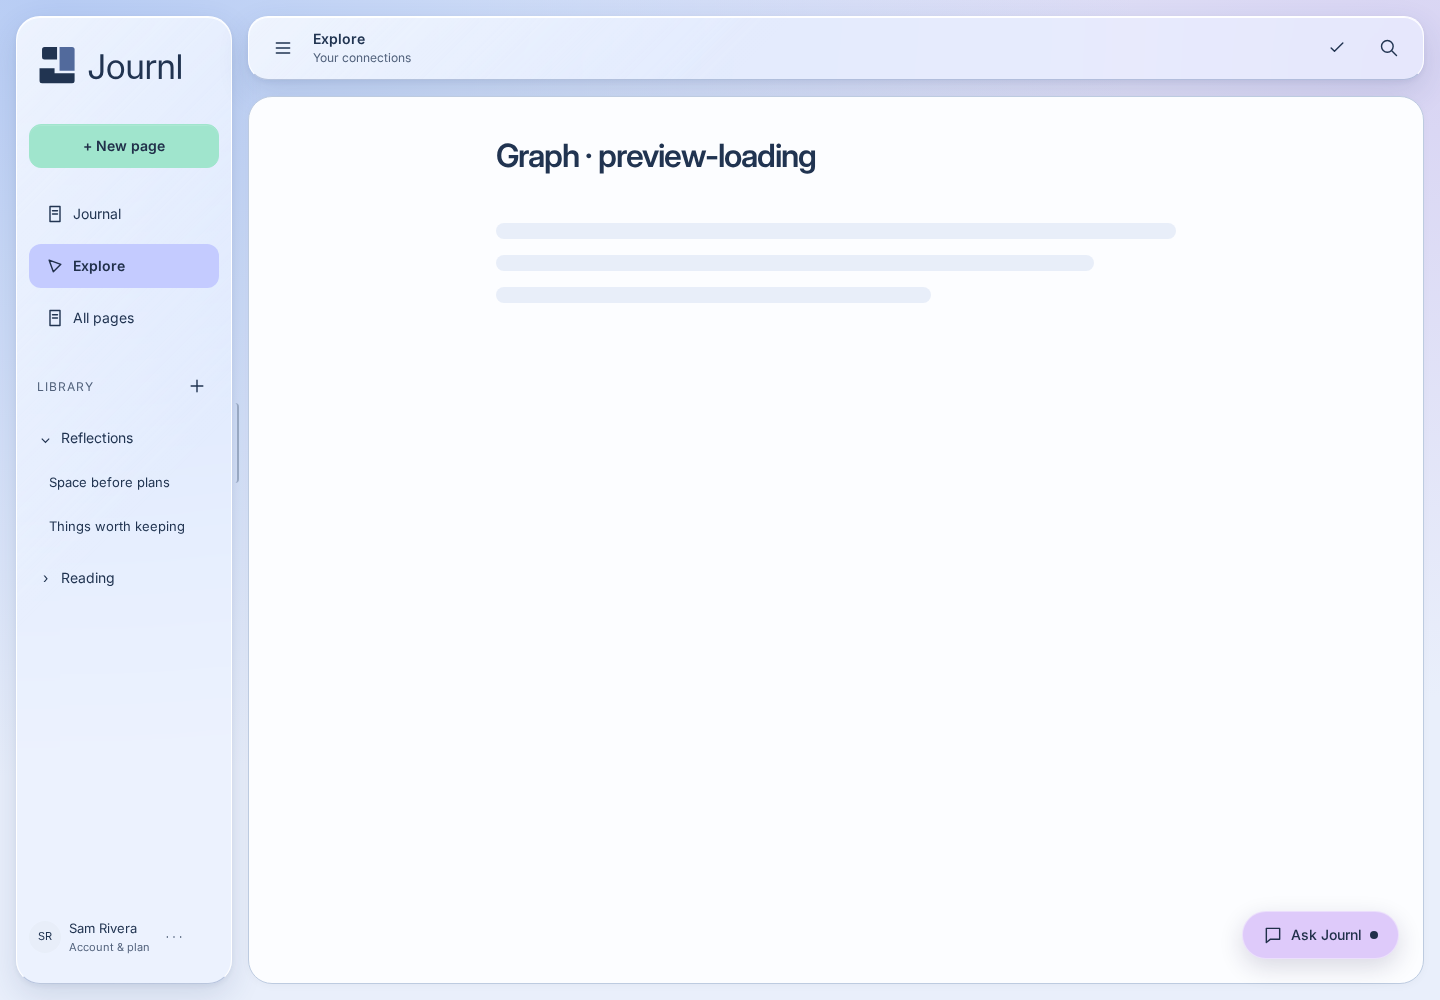 Journl
+ New page
Journal
Explore
All pages
LIBRARY
Reflections
Space before plans
Things worth keeping
Reading
SR
Sam Rivera
Account & plan
Explore
Your connections
Graph · preview-loading
Ask Journl